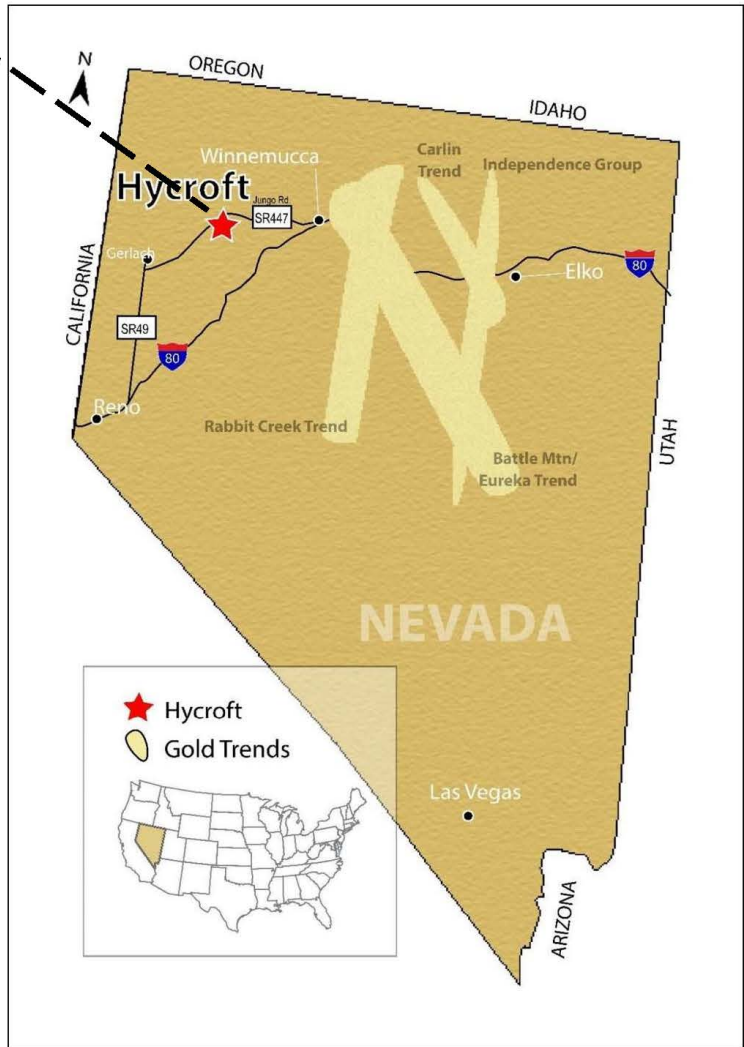 N
OREGON
IDAHO
Winnemucca
Carlin
Trend
Independence Group
Hycroft
Jungo Rd
SR447
Gerlach
CALIFORNIA
Elko
80
SR49
80
Reno
Rabbit Creek Trend
Battle Mtn/
Eureka Trend
UTAH
NEVADA
Hycroft
Gold Trends
Las Vegas
ARIZONA